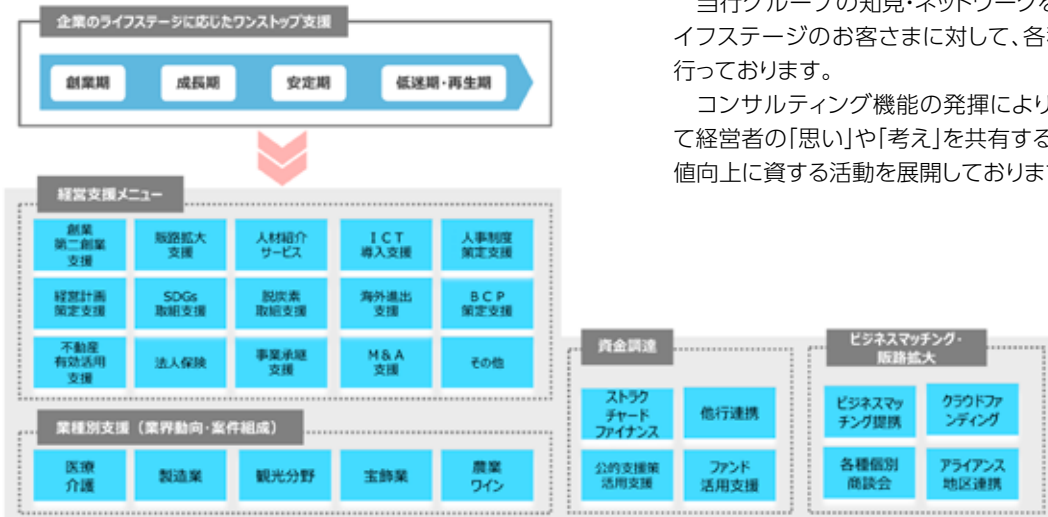 企業のライフステージに応じたワンストップ支援
創業期
成長期
安定期
低迷期・再生期
当行グループの知見・ネットワークを
イフステージのお客さまに対して、各
行っております。
コンサルティング機能の発揮により
て経営者の「思い」や「考え」を共有する
値向上に資する活動を展開しておりま
経営支援メニュー
創業
第二創業
支援
販路拡大
支援
人材紹介
サービス
ICT
導入支援
人事制度
策定支援
経営計画
策定支援
SDGs
取組支援
脱炭素
取組支援
海外進出
支援
BCP
策定支援
不動産
有効活用
支援
法人保険
事業承継
支援
M&A
支援
その他
業種別支援（業界動向・案件組成）
医療
介護
製造業
観光分野
宝飾業
農業
ワイン
資金調達
ストラク
チャード
ファイナンス
他行連携
公的支援策
活用支援
ファンド
活用支援
ビジネスマッチング・
販路拡大
ビジネスマッ
チング提携
クラウドファ
ンディング
各種個別
商談会
アライアンス
地区連携